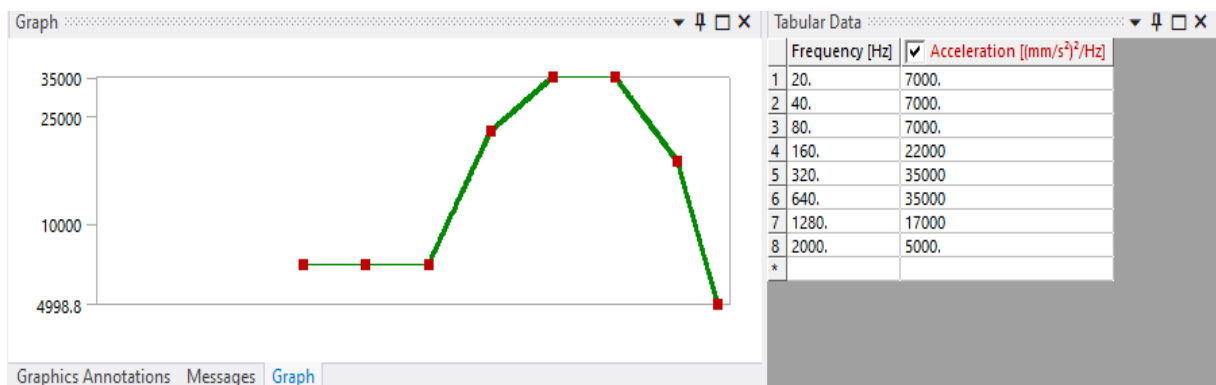 Graph
35000
25000
10000
4998.8
Graphics Annotations Messages Graph
Tabular Data
Frequency [Hz] Acceleration [(mm/s²)²/Hz]
1 20. 7000.
2 40. 7000.
3 80. 7000.
4 160. 22000
5 320. 35000
6 640. 35000
7 1280. 17000
8 2000. 5000.
*